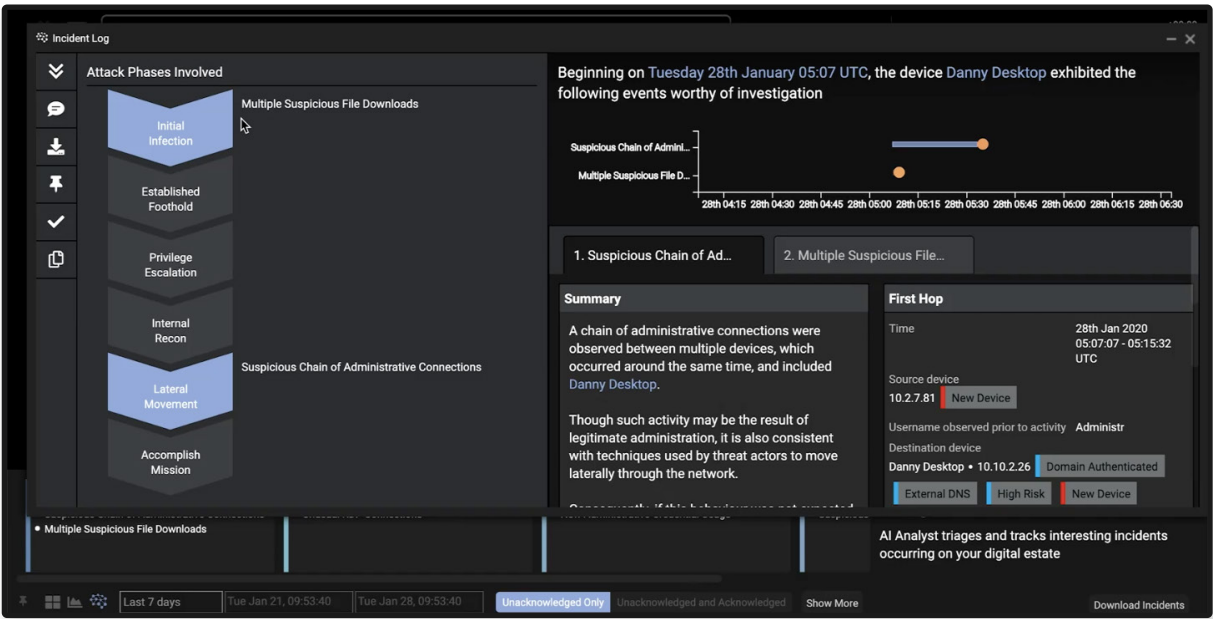 Incident Log
Attack Phases Involved
Initial
Infection
Multiple Suspicious File Downloads
Established
Foothold
Privilege
Escalation
Internal
Recon
Lateral
Movement
Suspicious Chain of Administrative Connections
Accomplish
Mission
Beginning on Tuesday 28th January 05:07 UTC, the device Danny Desktop exhibited the
following events worthy of investigation
Suspicious Chain of Admini...
Multiple Suspicious File D...
28th 04:15 28th 04:30 28th 04:45 28th 05:00 28th 05:15 28th 05:30 28th 05:45 28th 06:00 28th 06:15 28th 06:30
1. Suspicious Chain of Ad...
2. Multiple Suspicious File...
Summary
A chain of administrative connections were
observed between multiple devices, which
occurred around the same time, and included
Danny Desktop.
Though such activity may be the result of
legitimate administration, it is also consistent
with techniques used by threat actors to move
laterally through the network.
Consequently, if this behaviour was not expected
First Hop
Time
28th Jan 2020
05:07:07 - 05:15:32
UTC
Source device
10.2.7.81 New Device
Username observed prior to activity Administr
Destination device
Danny Desktop • 10.10.2.26 Domain Authenticated
External DNS High Risk New Device
• Multiple Suspicious File Downloads
AI Analyst triages and tracks interesting incidents
occurring on your digital estate
Last 7 days
Tue Jan 21, 09:53:40
Tue Jan 28, 09:53:40
Unacknowledged Only
Unacknowledged and Acknowledged
Show More
Download Incidents